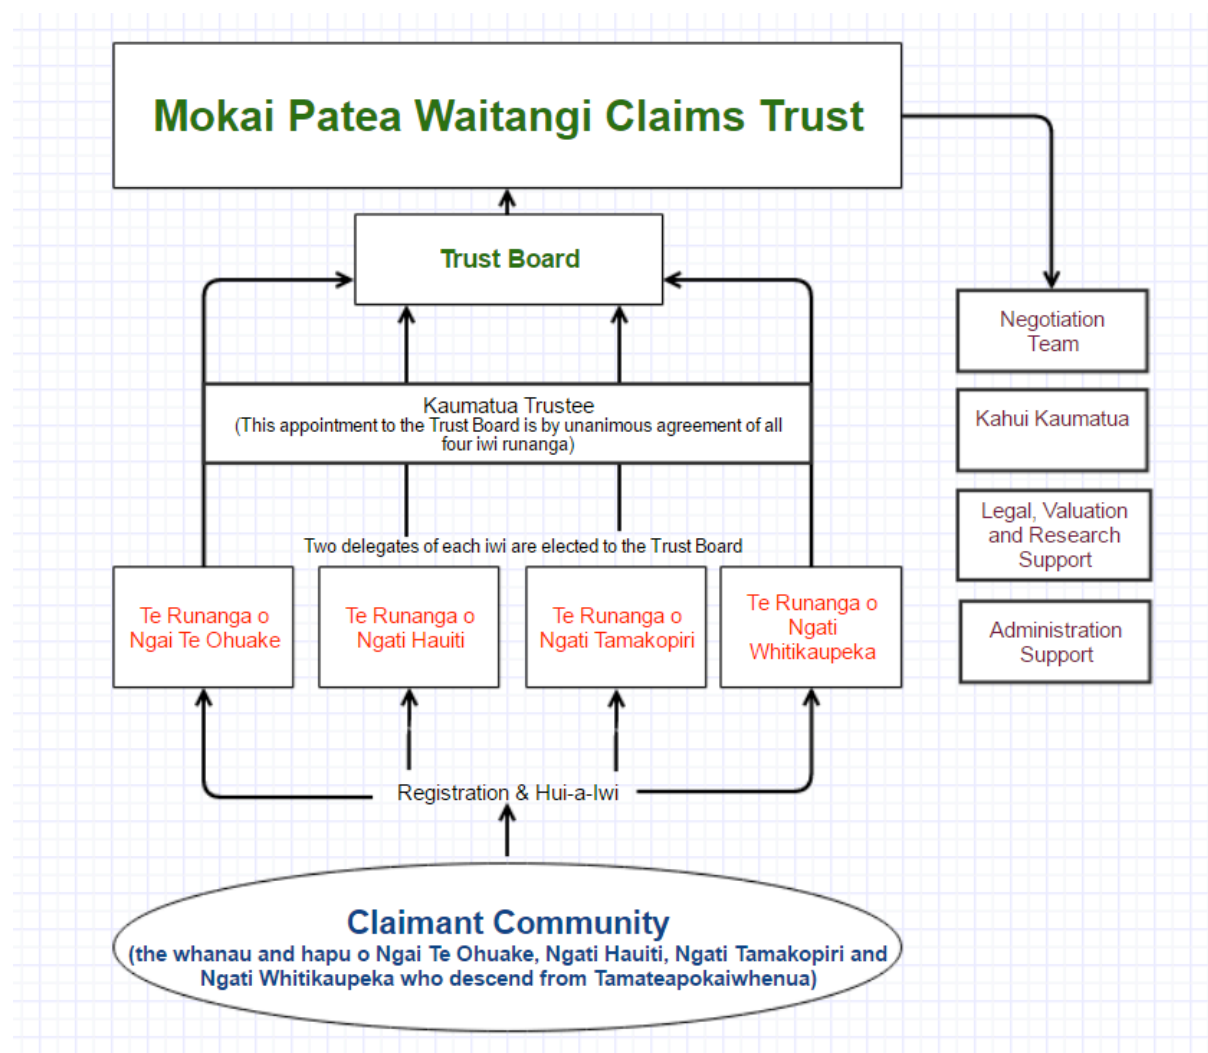 Mokai Patea Waitangi Claims Trust
Trust Board
Negotiation
Team
Kahui Kaumatua
Legal, Valuation
and Research
Support
Administration
Support
Kaumatua Trustee
(This appointment to the Trust Board is by unanimous agreement of all
four iwi runanga)
Two delegates of each iwi are elected to the Trust Board
Te Runanga o
Ngai Te Ohuake
Te Runanga o
Ngati Hauiti
Te Runanga o
Ngati Tamakopiri
Te Runanga o
Ngati
Whitikaupeka
Registration & Hui-a-Iwi
Claimant Community
(the whanau and hapu o Ngai Te Ohuake, Ngati Hauiti, Ngati Tamakopiri and
Ngati Whitikaupeka who descend from Tamateapokaiwhenua)